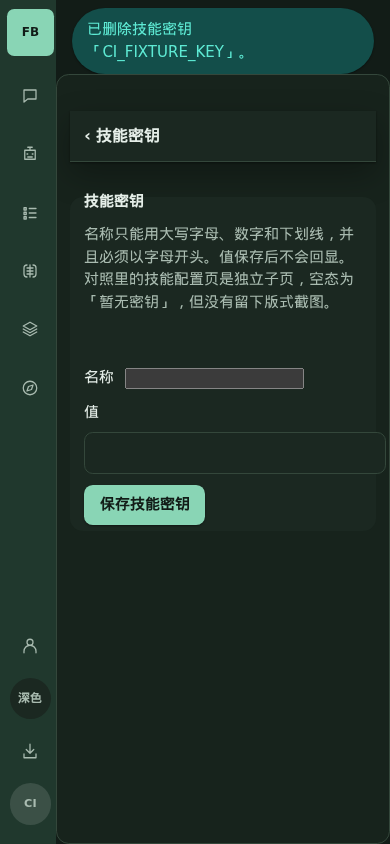 FB
已删除技能密钥
「CI_FIXTURE_KEY」。
‹ 技能密钥
技能密钥
名称只能用大写字母、数字和下划线，并
且必须以字母开头。值保存后不会回显。
对照里的技能配置页是独立子页，空态为
「暂无密钥」，但没有留下版式截图。
名称
值
保存技能密钥
深色
CI